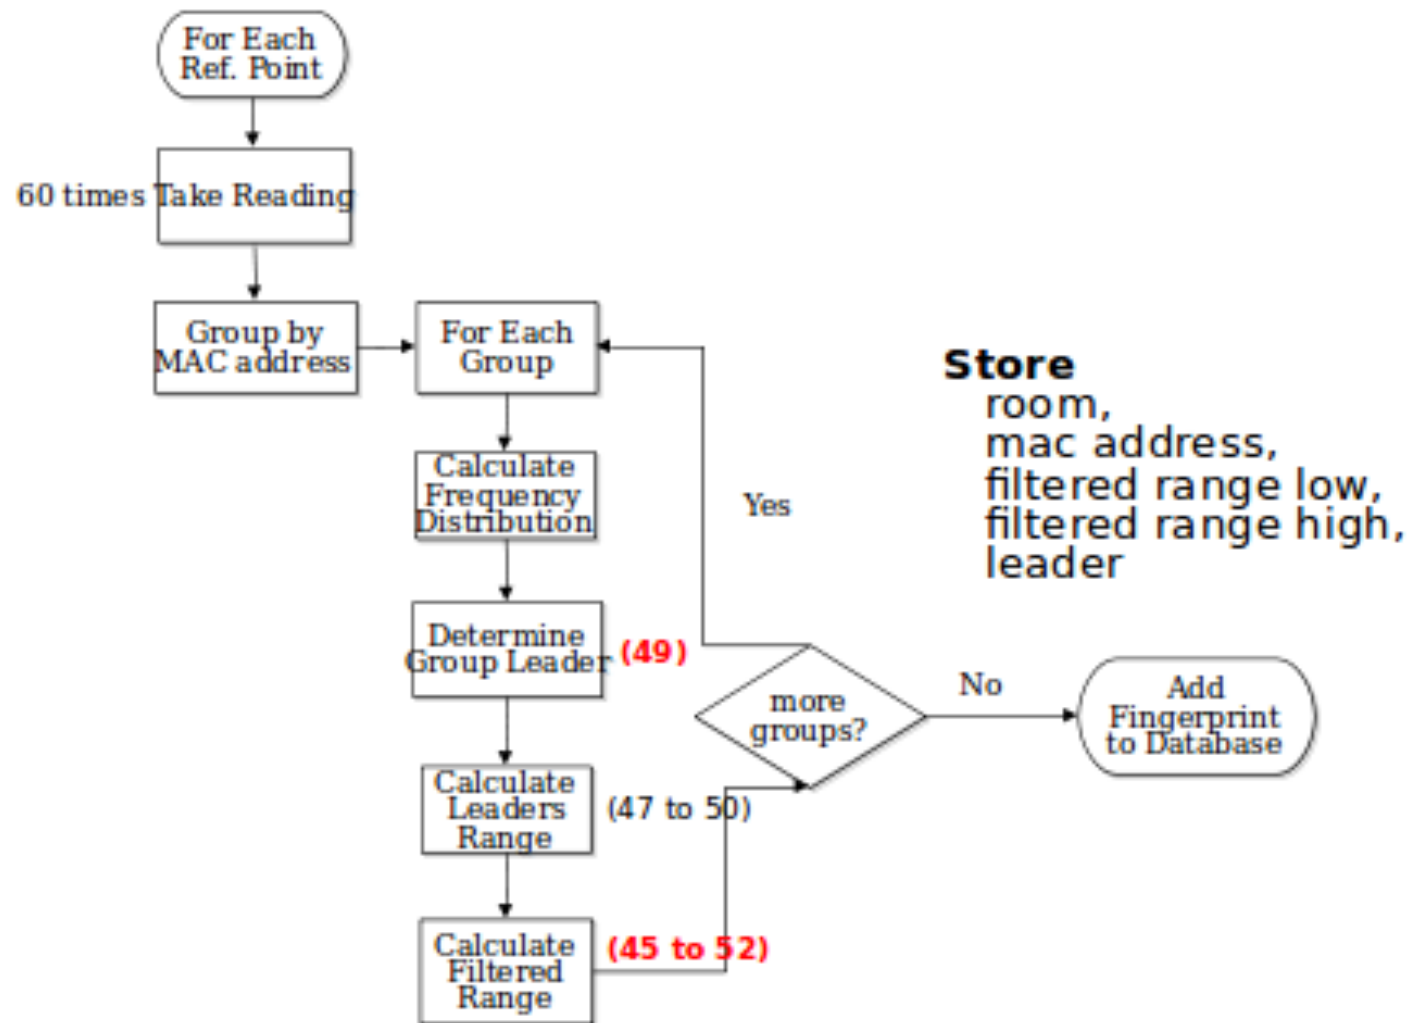 For Each
Ref. Point
60 times Take Reading
Group by
MAC address
For Each
Group
Calculate
Frequency
Distribution
Determine
Group Leader
(49)
Calculate
Leaders
Range
(47 to 50)
Calculate
Filtered
Range
(45 to 52)
Yes
more
groups?
No
Add
Fingerprint
to Database
Store
room,
mac address,
filtered range low,
filtered range high,
leader